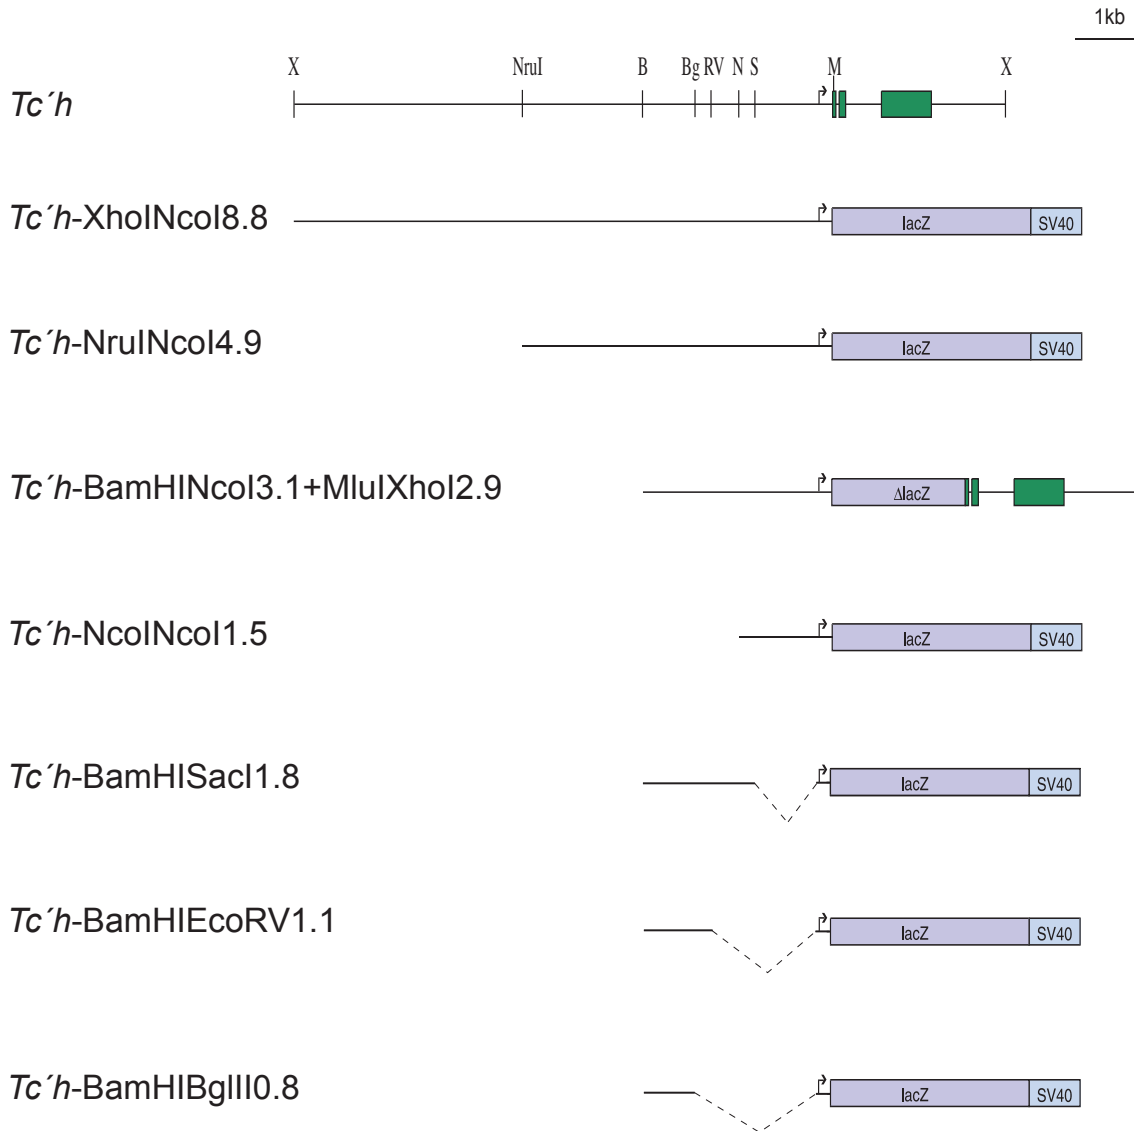 1kb
X NruI B Bg RV N S M X
Tc´h
Tc´h-XhoINcoI8.8
lacZ SV40
Tc´h-NruINcoI4.9
lacZ SV40
Tc´h-BamHINcoI3.1+MluIXhoI2.9
ΔlacZ
Tc´h-NcoINcoI1.5
lacZ SV40
Tc´h-BamHISacI1.8
lacZ SV40
Tc´h-BamHIEcoRV1.1
lacZ SV40
Tc´h-BamHIBglII0.8
lacZ SV40